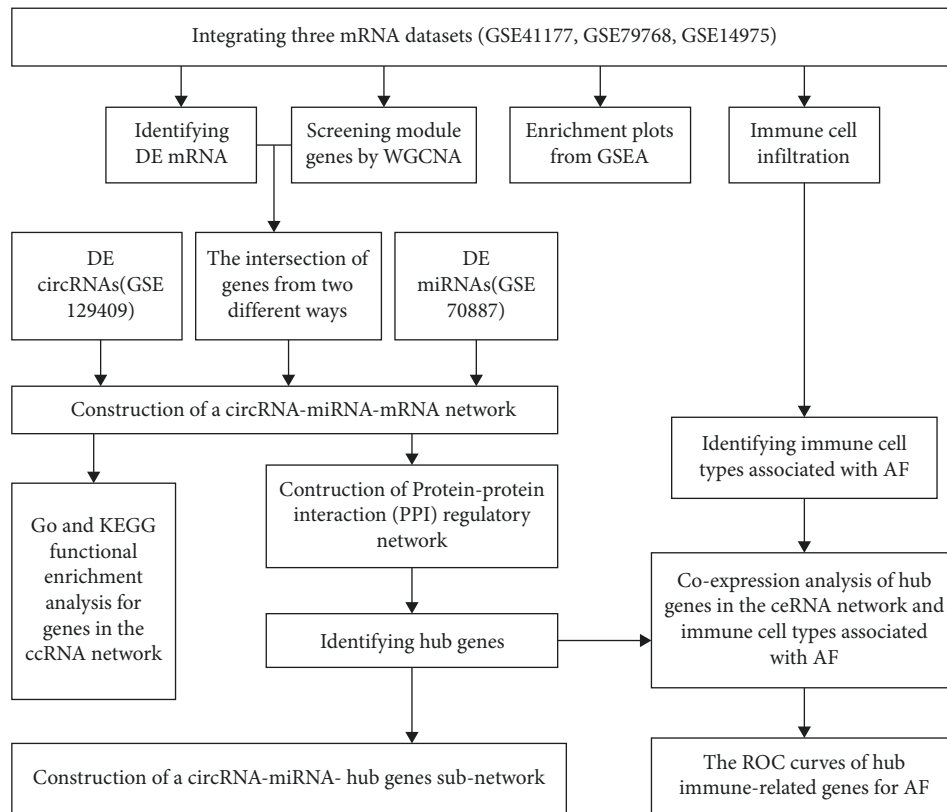 Integrating three mRNA datasets (GSE41177, GSE79768, GSE14975)
Identifying
DE mRNA
Screening module
genes by WGCNA
Enrichment plots
from GSEA
Immune cell
infiltration
DE
circRNAs(GSE
129409)
The intersection of
genes from two
different ways
DE
miRNAs(GSE
70887)
Construction of a circRNA-miRNA-mRNA network
Identifying immune cell
types associated with AF
Go and KEGG
functional
enrichment
analysis for
genes in the
ccRNA network
Contruction of Protein-protein
interaction (PPI) regulatory
network
Co-expression analysis of hub
genes in the ceRNA network and
immune cell types associated
with AF
Identifying hub genes
Construction of a circRNA-miRNA- hub genes sub-network
The ROC curves of hub
immune-related genes for AF